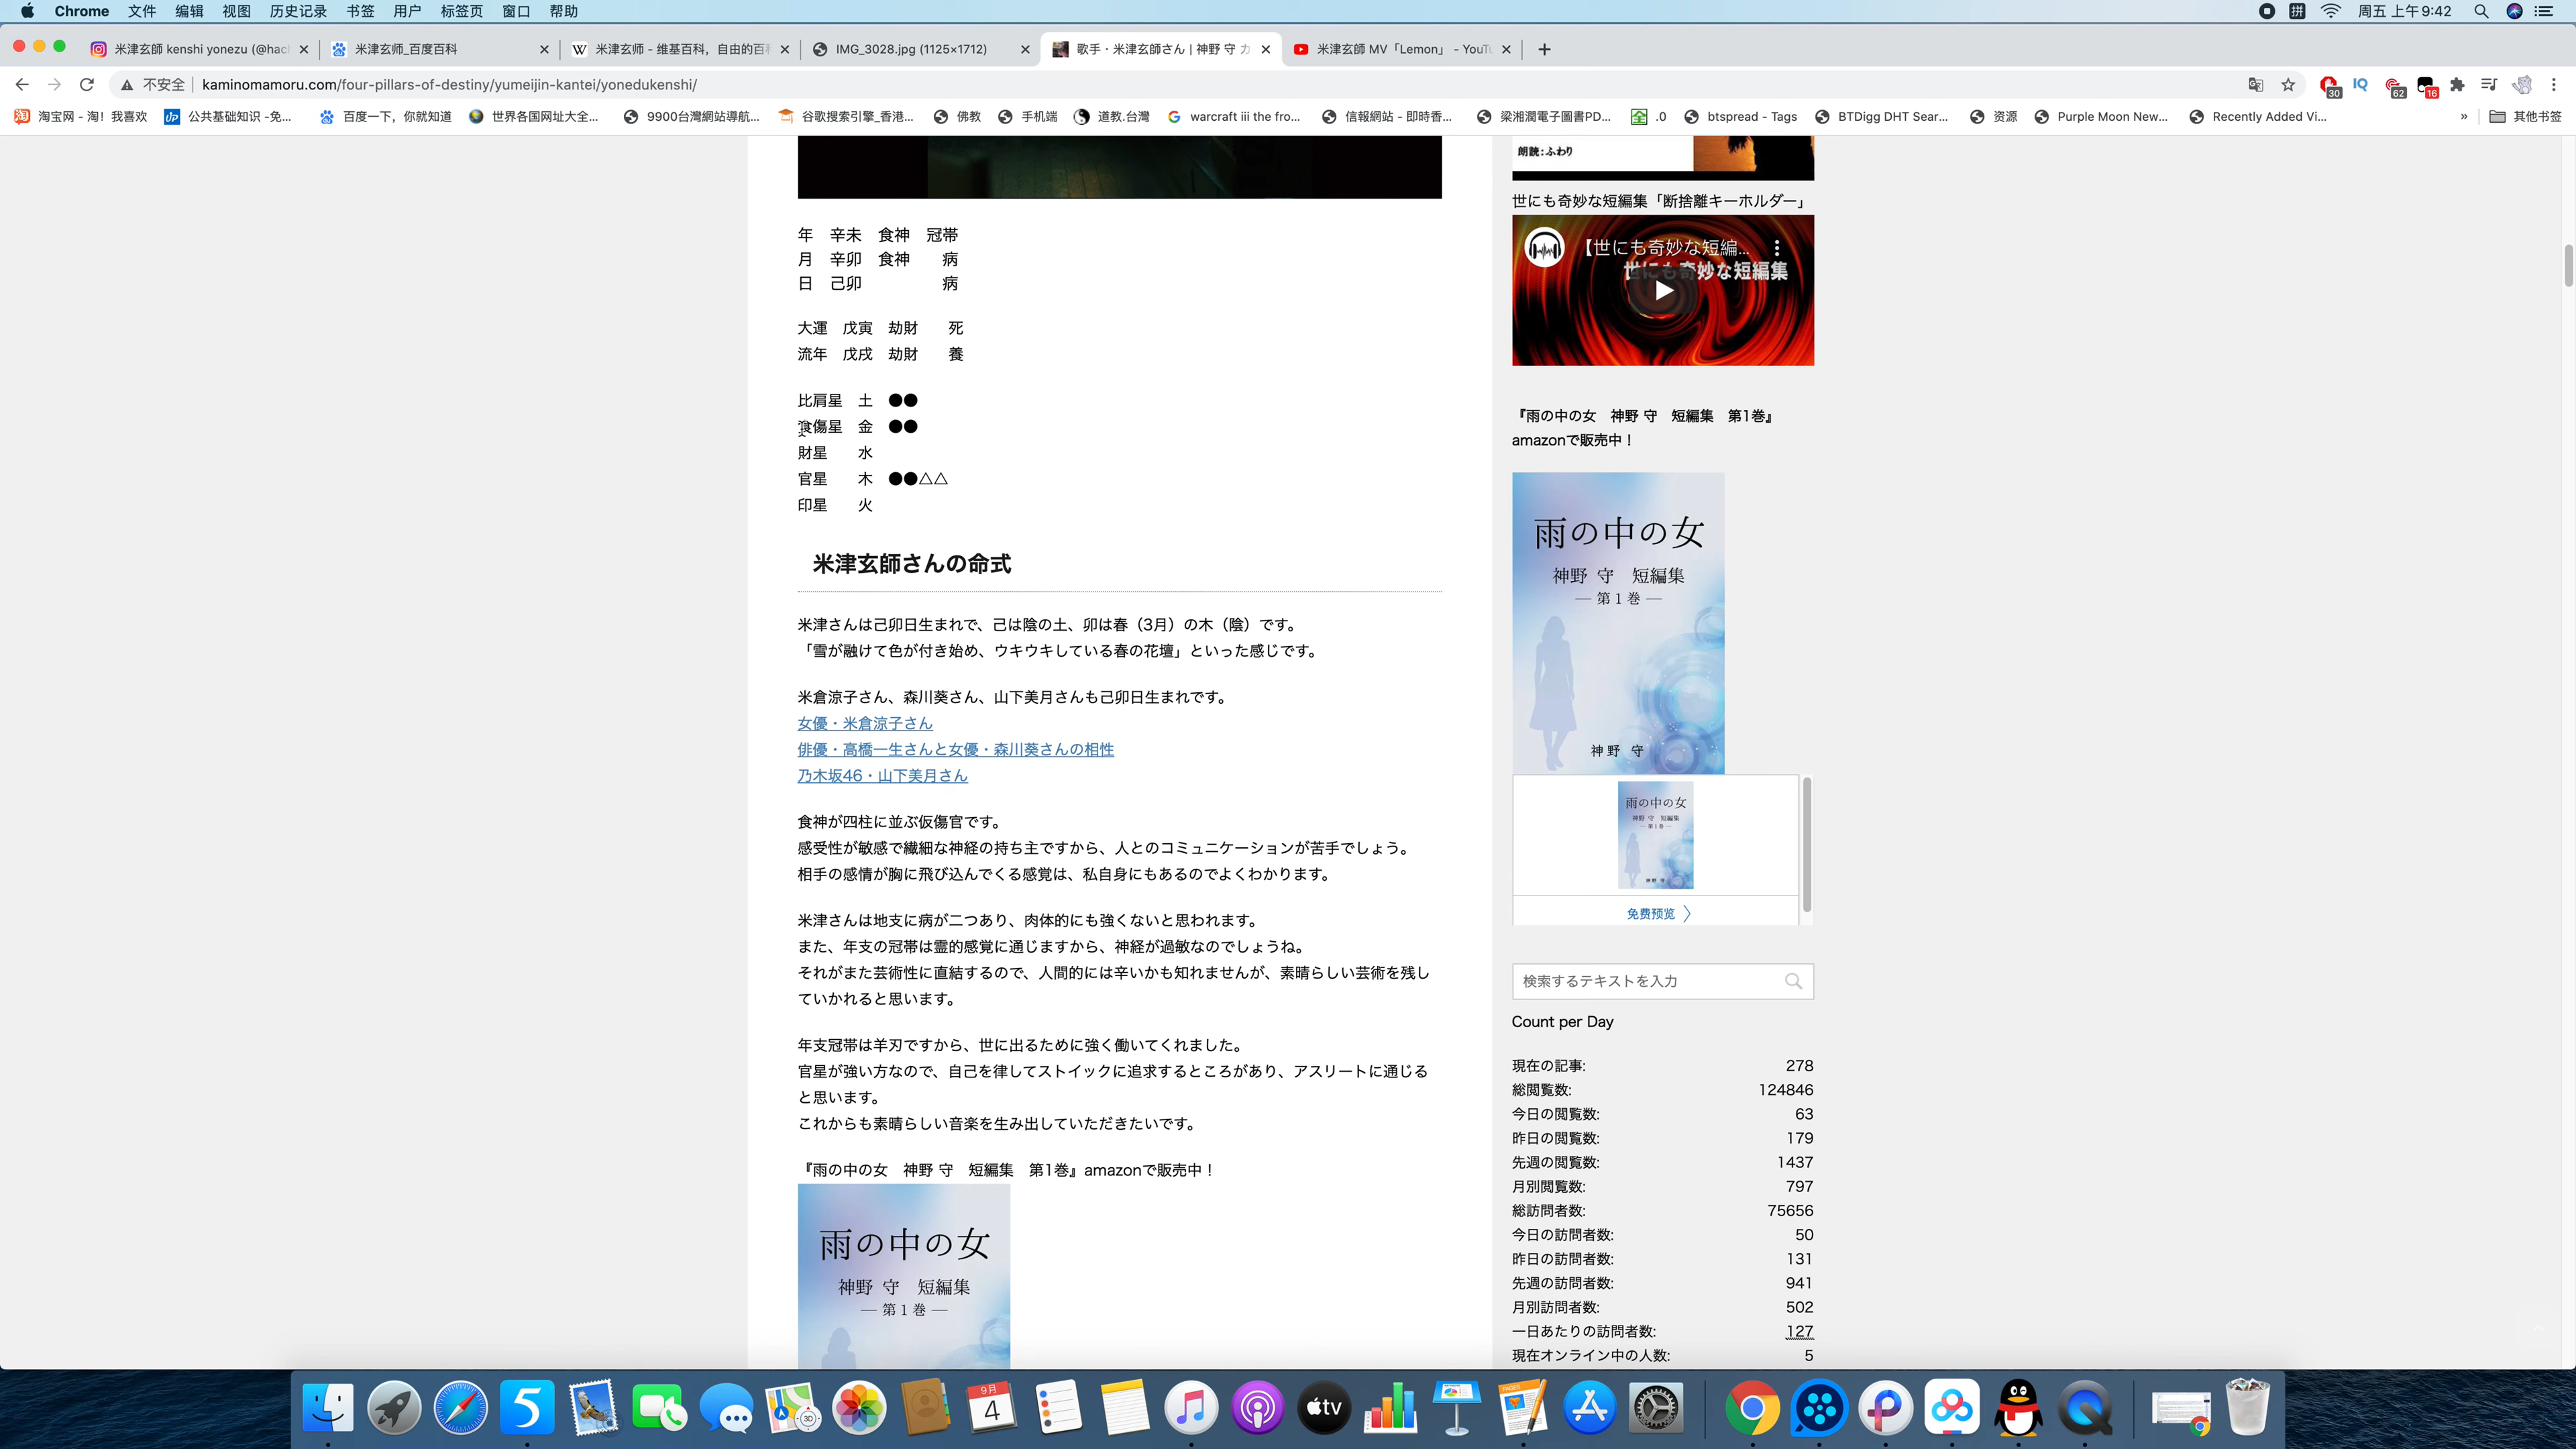 Chrome 文件 编辑 视图 历史记录 书签 用户 标签页 窗口 帮助
拼 周五 上午9:42
米津玄師 kenshi yonezu (@hac
米津玄师_百度百科
米津玄师 - 维基百科，自由的百科
IMG_3028.jpg (1125×1712)
歌手・米津玄師さん | 神野 守 カ
米津玄師 MV「Lemon」 - YouTu
不安全 kaminomamoru.com/four-pillars-of-destiny/yumeijin-kantei/yonedukenshi/
30 IQ 62 16
淘宝网 - 淘！我喜欢 公共基础知识 -免... 百度一下，你就知道 世界各国网址大全... 9900台灣網站導航... 谷歌搜索引擎_香港... 佛教 手机端 道教.台灣 warcraft iii the fro... 信報網站 - 即時香... 梁湘潤電子圖書PD... .0 btspread - Tags BTDigg DHT Sear... 资源 Purple Moon New... Recently Added Vi... » 其他书签
年 辛未 食神 冠帯
月 辛卯 食神 病
日 己卯 病
大運 戊寅 劫財 死
流年 戊戌 劫財 養
比肩星 土 ●●
食傷星 金 ●●
財星 水
官星 木 ●●△△
印星 火
米津玄師さんの命式
米津さんは己卯日生まれで、己は陰の土、卯は春（3月）の木（陰）です。
「雪が融けて色が付き始め、ウキウキしている春の花壇」といった感じです。
米倉涼子さん、森川葵さん、山下美月さんも己卯日生まれです。
女優・米倉涼子さん
俳優・高橋一生さんと女優・森川葵さんの相性
乃木坂46・山下美月さん
食神が四柱に並ぶ仮傷官です。
感受性が敏感で繊細な神経の持ち主ですから、人とのコミュニケーションが苦手でしょう。
相手の感情が胸に飛び込んでくる感覚は、私自身にもあるのでよくわかります。
米津さんは地支に病が二つあり、肉体的にも強くないと思われます。
また、年支の冠帯は霊的感覚に通じますから、神経が過敏なのでしょうね。
それがまた芸術性に直結するので、人間的には辛いかも知れませんが、素晴らしい芸術を残し
ていかれると思います。
年支冠帯は羊刃ですから、世に出るために強く働いてくれました。
官星が強い方なので、自己を律してストイックに追求するところがあり、アスリートに通じる
と思います。
これからも素晴らしい音楽を生み出していただきたいです。
『雨の中の女 神野 守 短編集 第1巻』amazonで販売中！
雨の中の女
神野 守 短編集
— 第1巻 —
朗読：ふわり
世にも奇妙な短編集「断捨離キーホルダー」
【世にも奇妙な短編...
世にも奇妙な短編集
『雨の中の女 神野 守 短編集 第1巻』
amazonで販売中！
雨の中の女
神野 守 短編集
— 第1巻 —
神野 守
雨の中の女
神野 守 短編集
— 第1巻 —
神野 守
免费预览
検索するテキストを入力
Count per Day
現在の記事: 278
総閲覧数: 124846
今日の閲覧数: 63
昨日の閲覧数: 179
先週の閲覧数: 1437
月別閲覧数: 797
総訪問者数: 75656
今日の訪問者数: 50
昨日の訪問者数: 131
先週の訪問者数: 941
月別訪問者数: 502
一日あたりの訪問者数: 127
現在オンライン中の人数: 5
5
9月
4
tv
PAGES